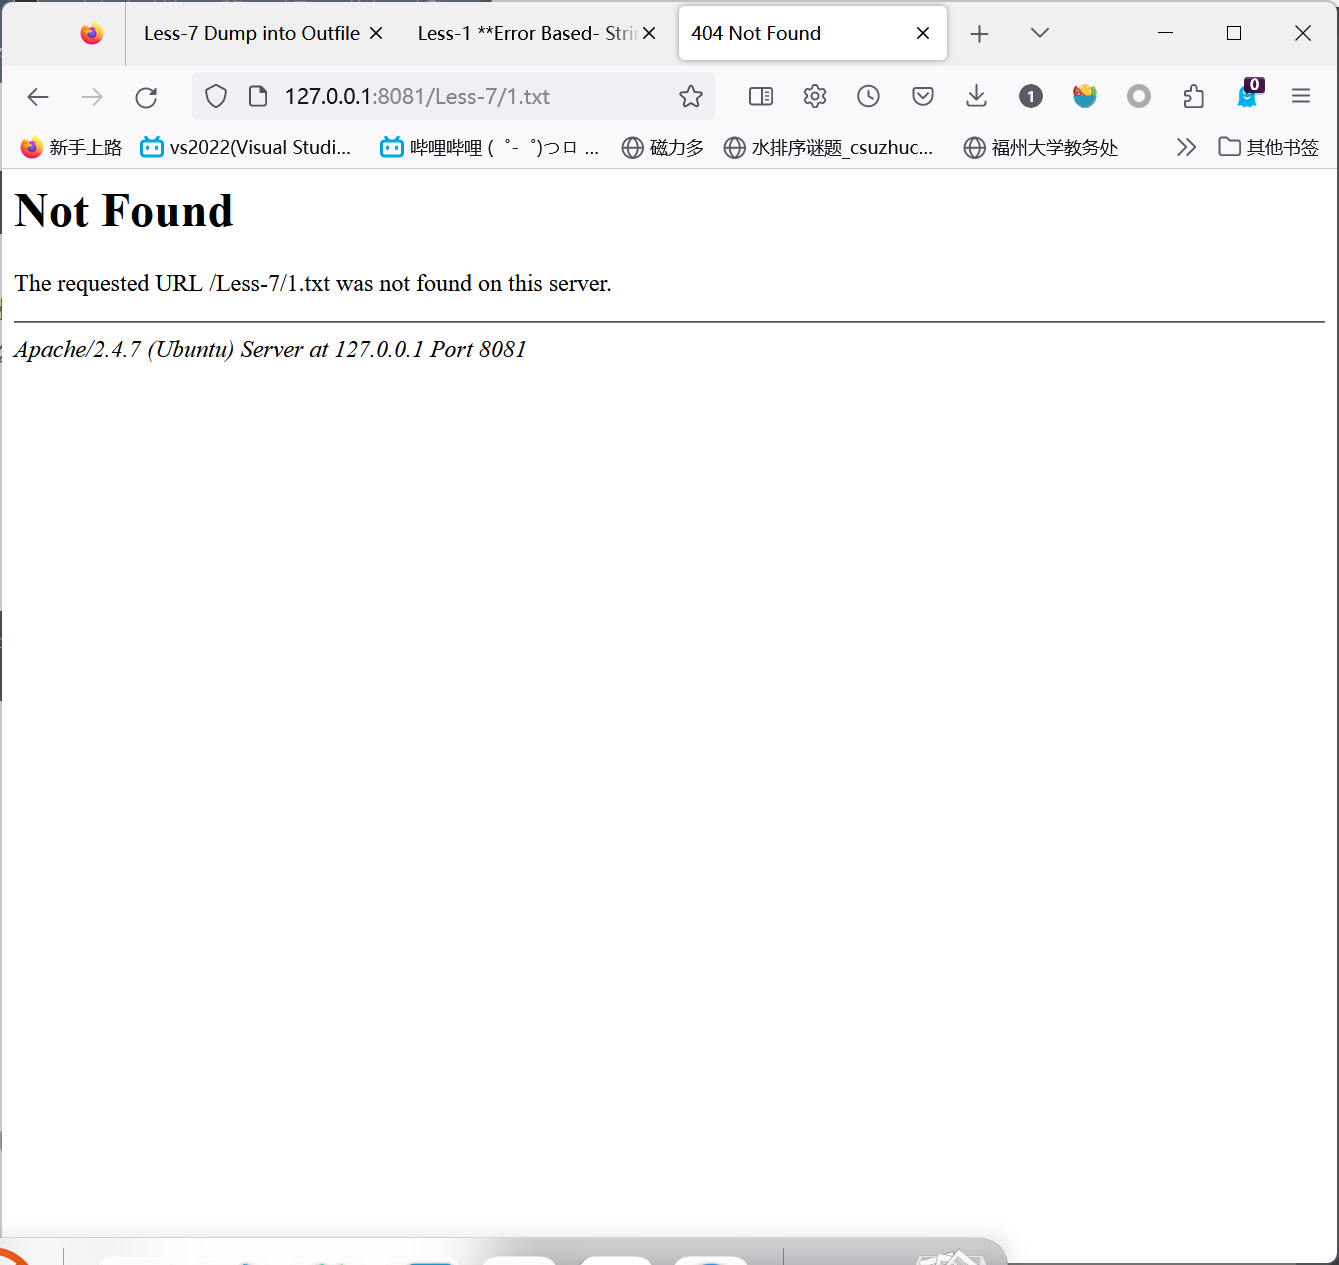 Less-7 Dump into Outfile
Less-1 **Error Based- Strin
404 Not Found
127.0.0.1:8081/Less-7/1.txt
1
0
新手上路
vs2022(Visual Studi...
哔哩哔哩 (゜-゜)つロ ...
磁力多
水排序谜题_csuzhuc...
福州大学教务处
其他书签
Not Found
The requested URL /Less-7/1.txt was not found on this server.
Apache/2.4.7 (Ubuntu) Server at 127.0.0.1 Port 8081